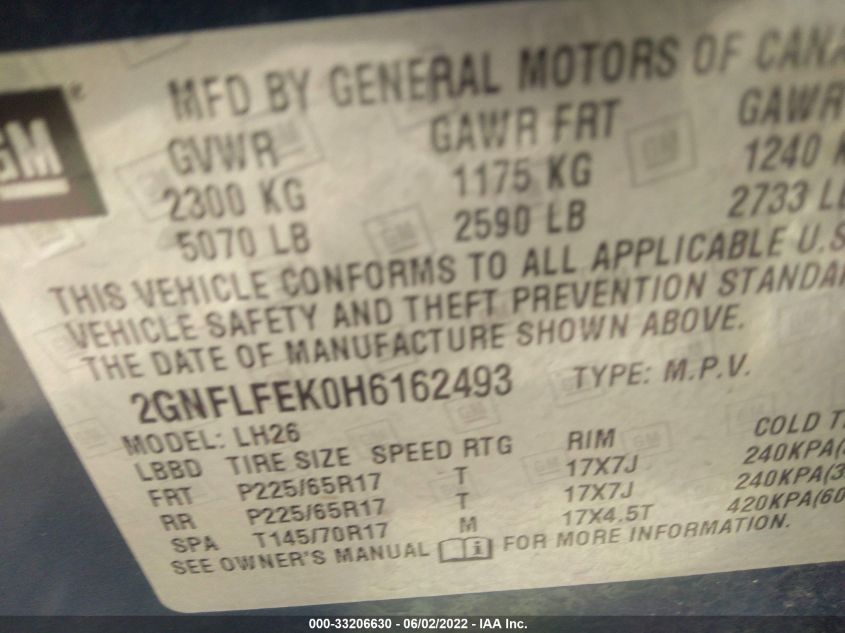 MFD BY GENERAL MOTORS OF CANA
GM ®
GVWR GAWR FRT GAWR
2300 KG 1175 KG 1240 K
5070 LB 2590 LB 2733 LB
THIS VEHICLE CONFORMS TO ALL APPLICABLE U.S
VEHICLE SAFETY AND THEFT PREVENTION STANDAR
THE DATE OF MANUFACTURE SHOWN ABOVE.
2GNFLFEK0H6162493 TYPE: M.P.V.
MODEL: LH26
LBBD TIRE SIZE SPEED RTG RIM COLD T
FRT P225/65R17 T 17X7J 240KPA(3
RR P225/65R17 T 17X7J 240KPA(3
SPA T145/70R17 M 17X4.5T 420KPA(60
SEE OWNER'S MANUAL FOR MORE INFORMATION.
000-33206630 - 06/02/2022 - IAA Inc.